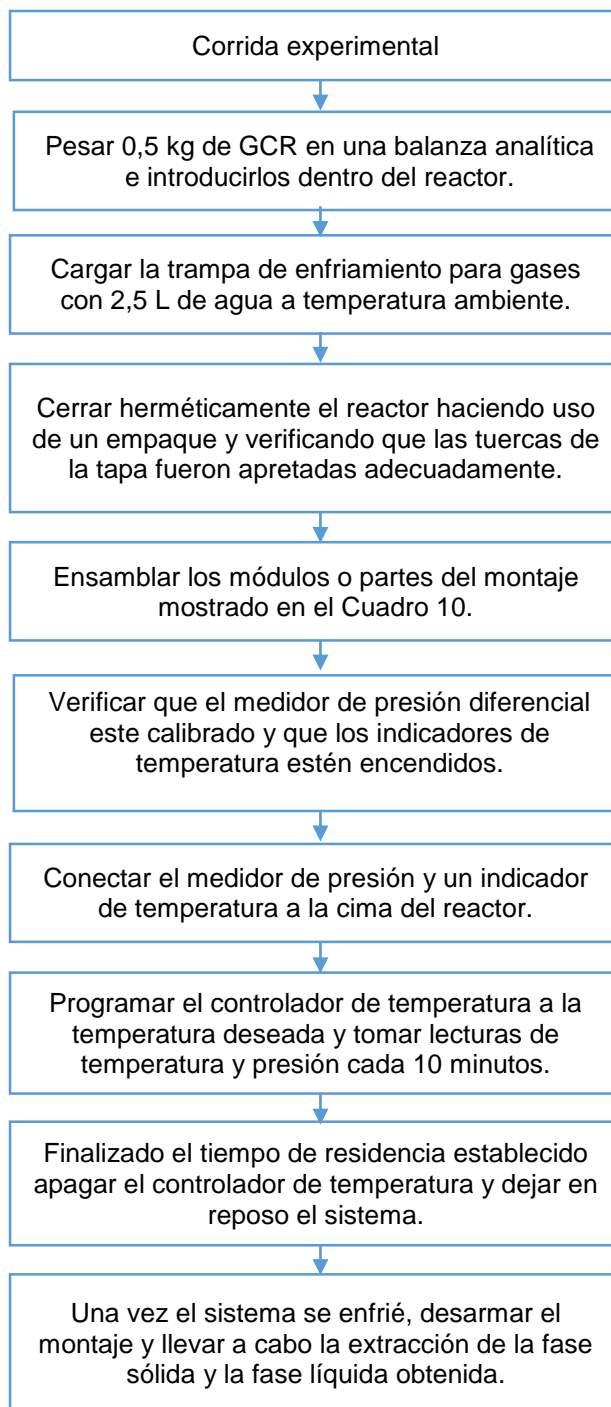 Corrida experimental
Pesar 0,5 kg de GCR en una balanza analítica
e introducirlos dentro del reactor.
Cargar la trampa de enfriamiento para gases
con 2,5 L de agua a temperatura ambiente.
Cerrar herméticamente el reactor haciendo uso
de un empaque y verificando que las tuercas de
la tapa fueron apretadas adecuadamente.
Ensamblar los módulos o partes del montaje
mostrado en el Cuadro 10.
Verificar que el medidor de presión diferencial
este calibrado y que los indicadores de
temperatura estén encendidos.
Conectar el medidor de presión y un indicador
de temperatura a la cima del reactor.
Programar el controlador de temperatura a la
temperatura deseada y tomar lecturas de
temperatura y presión cada 10 minutos.
Finalizado el tiempo de residencia establecido
apagar el controlador de temperatura y dejar en
reposo el sistema.
Una vez el sistema se enfrié, desarmar el
montaje y llevar a cabo la extracción de la fase
sólida y la fase líquida obtenida.